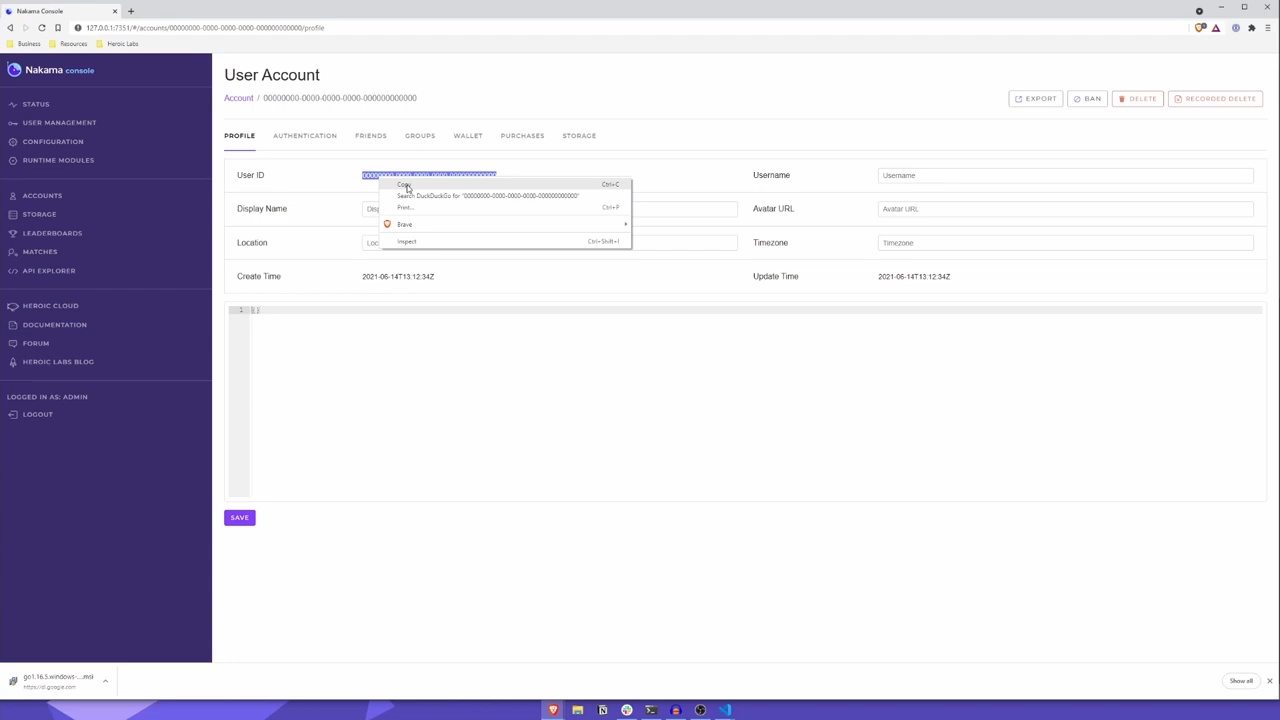 Nakama Console
127.0.0.1:7351/#/accounts/00000000-0000-0000-0000-000000000000/profile
Business
Resources
Heroic Labs
Nakama console
STATUS
USER MANAGEMENT
CONFIGURATION
RUNTIME MODULES
ACCOUNTS
STORAGE
LEADERBOARDS
MATCHES
API EXPLORER
HEROIC CLOUD
DOCUMENTATION
FORUM
HEROIC LABS BLOG
LOGGED IN AS: ADMIN
LOGOUT
User Account
Account / 00000000-0000-0000-0000-000000000000
EXPORT
BAN
DELETE
RECORDED DELETE
PROFILE
AUTHENTICATION
FRIENDS
GROUPS
WALLET
PURCHASES
STORAGE
User ID
00000000-0000-0000-0000-000000000000
Username
Username
Copy Ctrl+C
Search DuckDuckGo for "00000000-0000-0000-0000-000000000000"
Print... Ctrl+P
Brave
Inspect Ctrl+Shift+I
Display Name
Avatar URL
Avatar URL
Location
Timezone
Timezone
Create Time
2021-06-14T13:12:34Z
Update Time
2021-06-14T13:12:34Z
1 {}
SAVE
go1.16.5.windows-....msi
https://dl.google.com
Show all